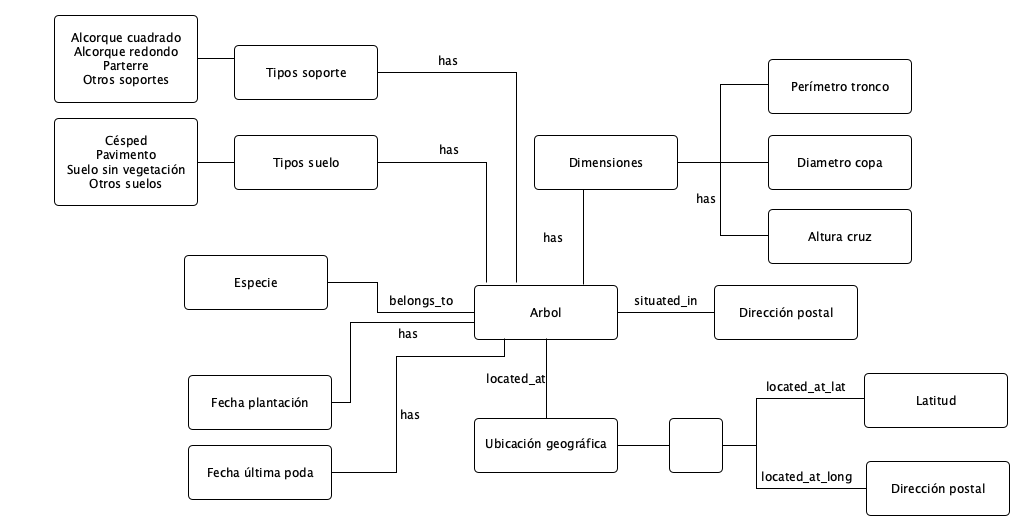 Alcorque cuadrado
Alcorque redondo
Parterre
Otros soportes
Tipos soporte
has
Césped
Pavimento
Suelo sin vegetación
Otros suelos
Tipos suelo
has
Dimensiones
has
Perímetro tronco
Diametro copa
has
Altura cruz
Especie
belongs_to
Arbol
situated_in
Dirección postal
has
Fecha plantación
has
Fecha última poda
located_at
Ubicación geográfica
located_at_lat
Latitud
located_at_long
Dirección postal